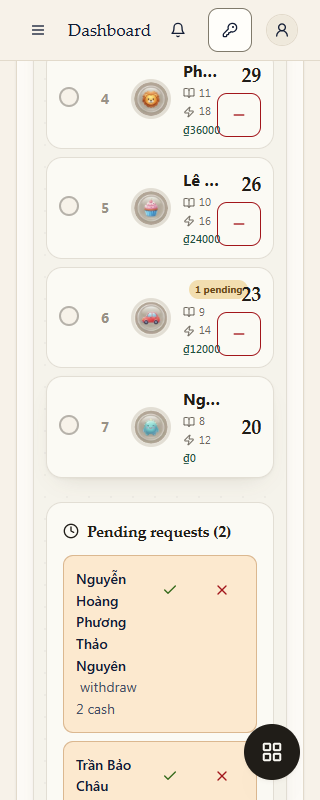 Dashboard
4
Ph...
29
11
18
₫36000
5
Lê ...
26
10
16
₫24000
6
1 pending
23
9
14
₫12000
7
Ng...
20
8
12
₫0
Pending requests (2)
Nguyễn
Hoàng
Phương
Thảo
Nguyên
withdraw
2 cash
Trần Bảo
Châu